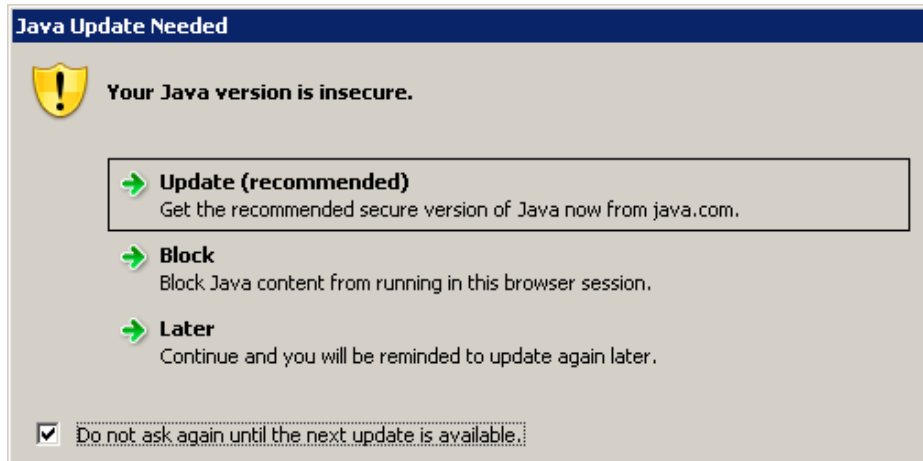 Java Update Needed
Your Java version is insecure.
Update (recommended)
Get the recommended secure version of Java now from java.com.
Block
Block Java content from running in this browser session.
Later
Continue and you will be reminded to update again later.
Do not ask again until the next update is available.